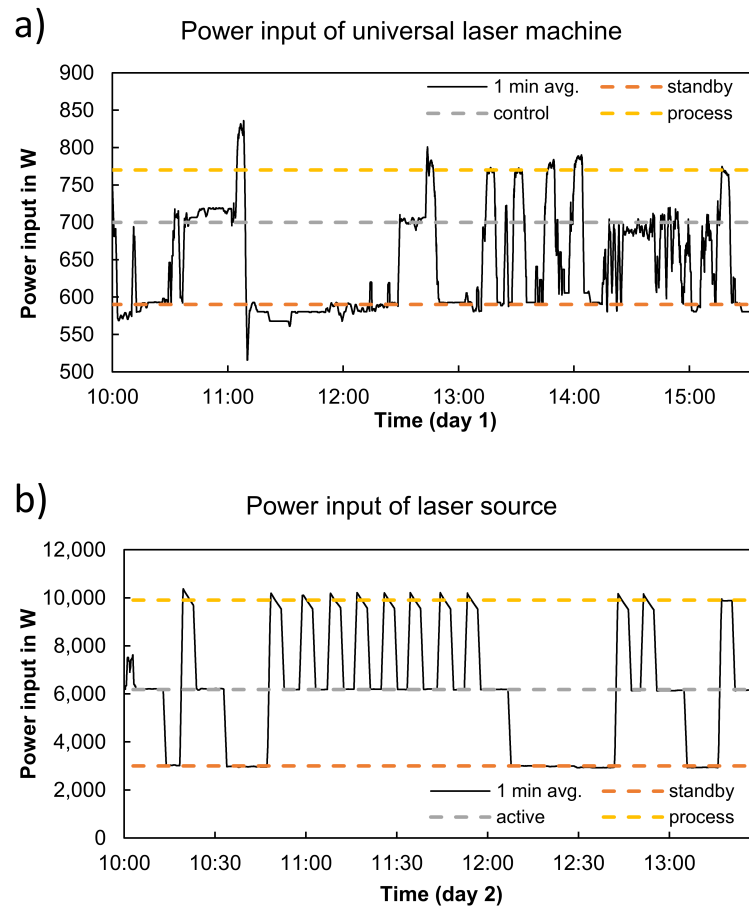 a)
Power input of universal laser machine
900
850
800
750
700
650
600
550
500
Power input in W
1 min avg.
standby
control
process
10:00
11:00
12:00
13:00
14:00
15:00
Time (day 1)
b)
Power input of laser source
12,000
10,000
8,000
6,000
4,000
2,000
0
Power input in W
1 min avg.
standby
active
process
10:00
10:30
11:00
11:30
12:00
12:30
13:00
Time (day 2)